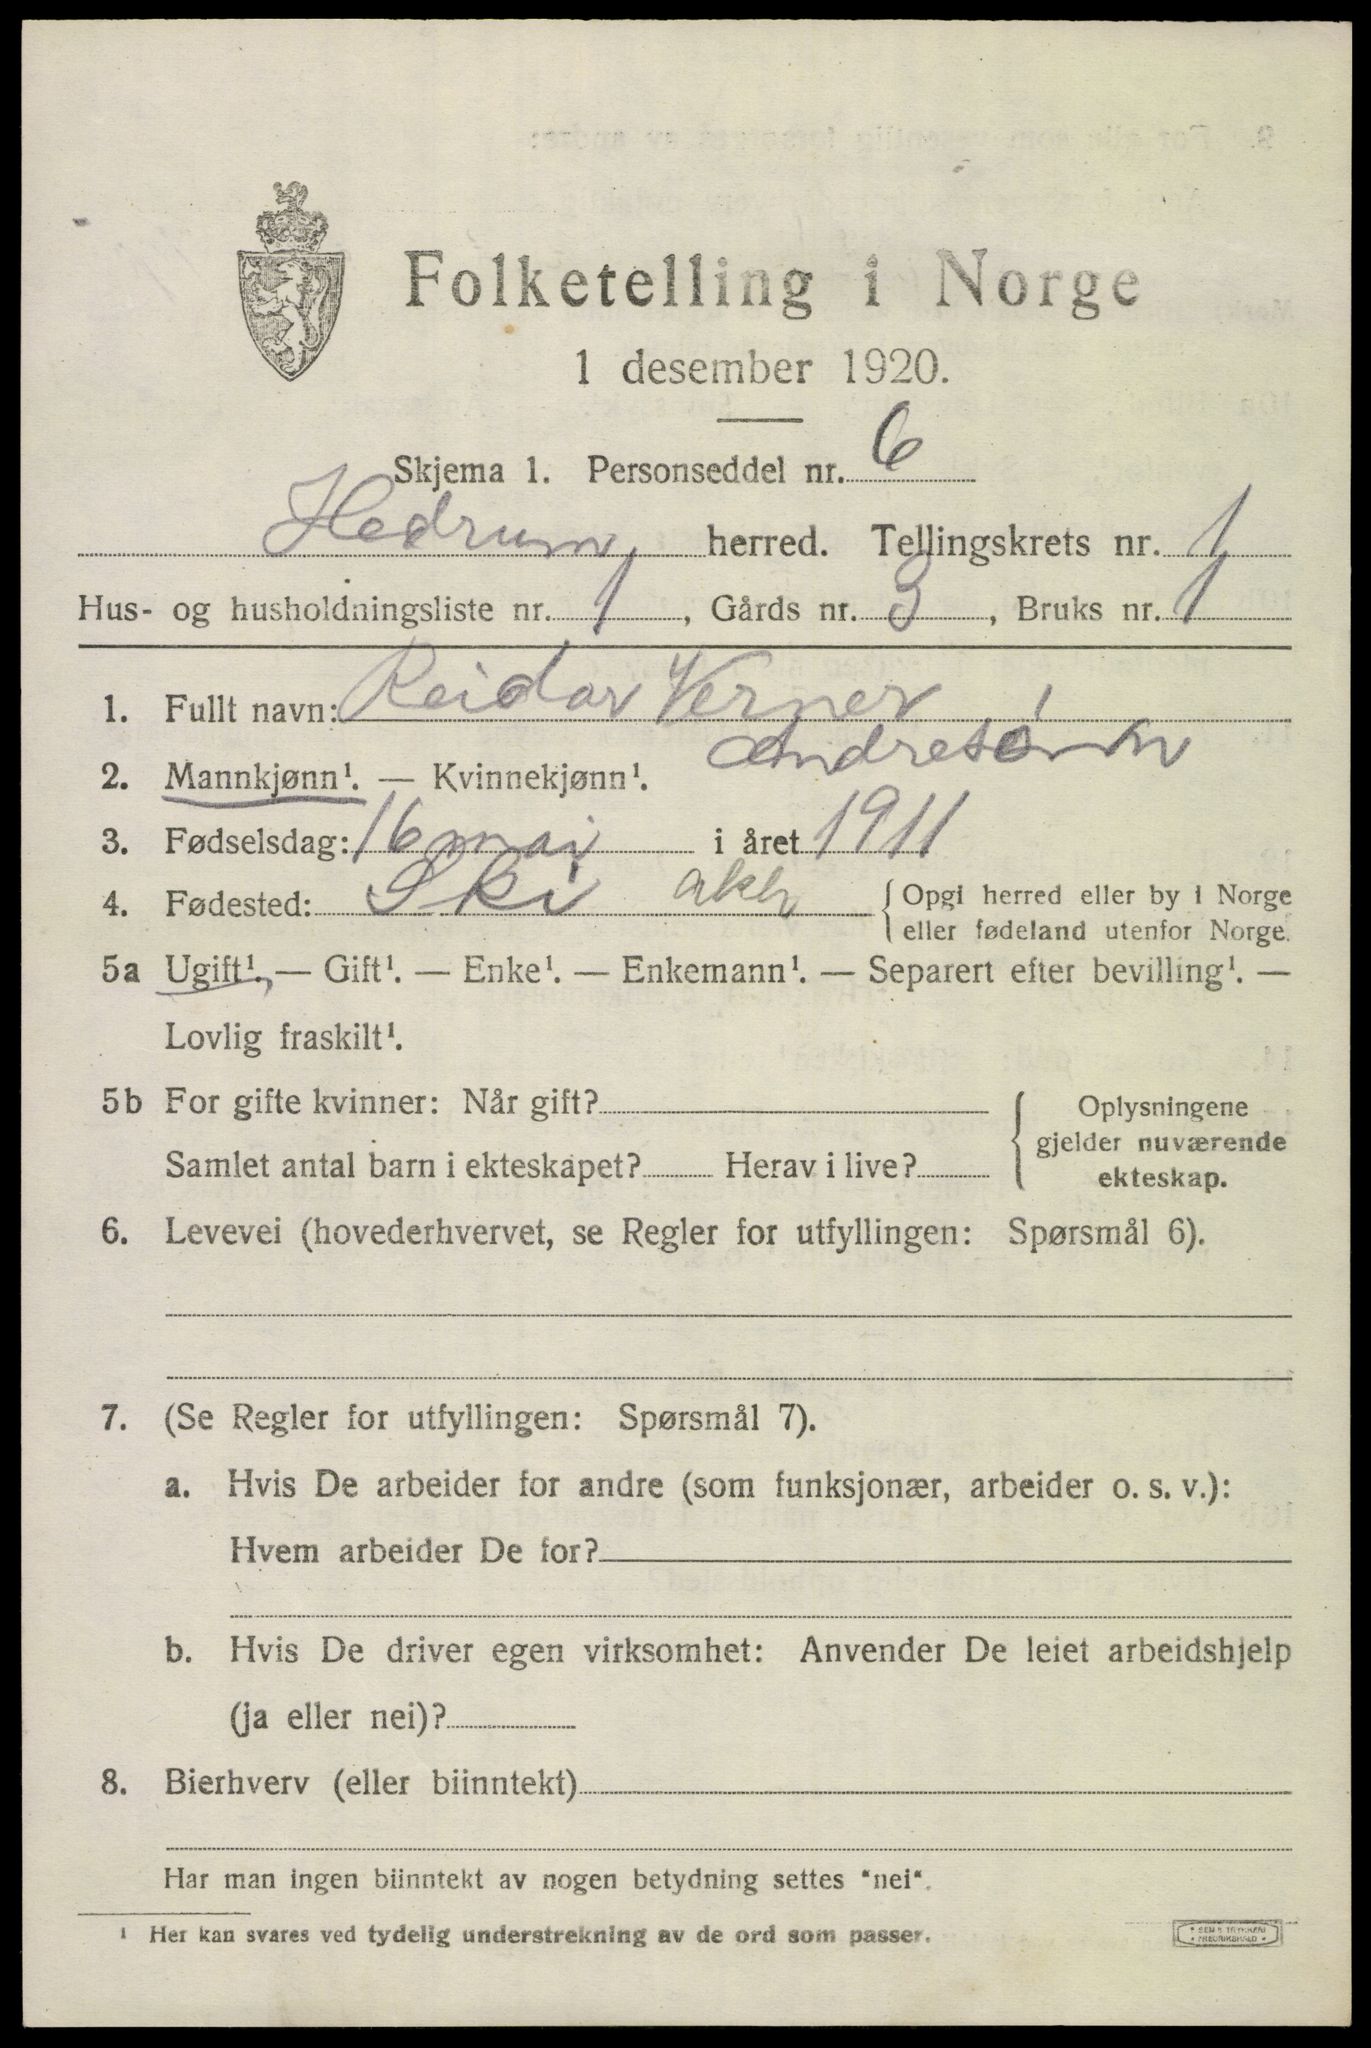 Folketelling i Norge
1 desember 1920.
Skjema 1. Personseddel nr. 6
Hedrum herred. Tellingskrets nr. 1
Hus- og husholdningsliste nr. 1, Gårds nr. 3, Bruks nr. 1
1. Fullt navn: Reidar Verner
2. Mannkjønn¹. — Kvinnekjønn¹.
3. Fødselsdag: 16 mai i året 1911
4. Fødested: Ski akh { Opgi herred eller by i Norge
eller fødeland utenfor Norge.
5a Ugift¹. — Gift¹. — Enke¹. — Enkemann¹. — Separert efter bevilling¹. —
Lovlig fraskilt¹.
5b For gifte kvinner: Når gift? { Oplysningene
gjelder nuværende
ekteskap.
Samlet antal barn i ekteskapet? Herav i live?
6. Levevei (hovederhvervet, se Regler for utfyllingen: Spørsmål 6).
7. (Se Regler for utfyllingen: Spørsmål 7).
a. Hvis De arbeider for andre (som funksjonær, arbeider o. s. v.):
Hvem arbeider De for?
b. Hvis De driver egen virksomhet: Anvender De leiet arbeidshjelp
(ja eller nei)?
8. Bierhverv (eller biinntekt)
Har man ingen biinntekt av nogen betydning settes "nei".
¹ Her kan svares ved tydelig understrekning av de ord som passer.
• SEM & TRYKKERI
• FREDRIKSHALD •